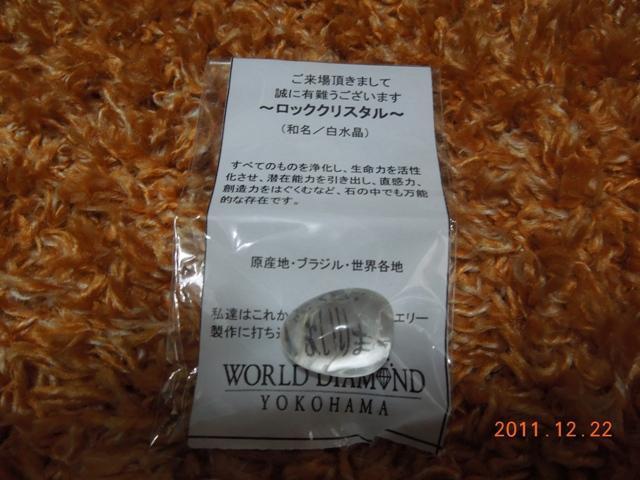 ご来場頂きまして
誠に有難うございます
～ロッククリスタル～
（和名／白水晶）
すべてのものを浄化し、生命力を活性
化させ、潜在能力を引き出し、直感力、
創造力をはぐくむなど、石の中でも万能
的な存在です。
原産地・ブラジル・世界各地
私達はこれか エリー
製作に打ち
WORLD DIAMOND
YOKOHAMA
2011.12.22